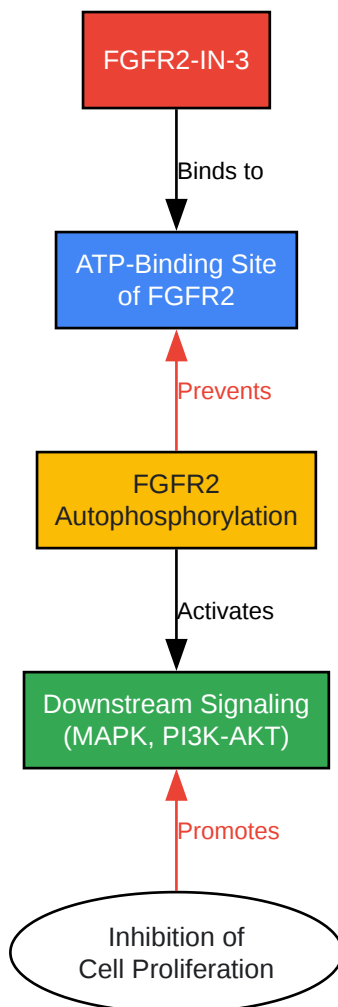 FGFR2-IN-3
Binds to
ATP-Binding Site
of FGFR2
Prevents
FGFR2
Autophosphorylation
Activates
Downstream Signaling
(MAPK, PI3K-AKT)
Promotes
Inhibition of
Cell Proliferation